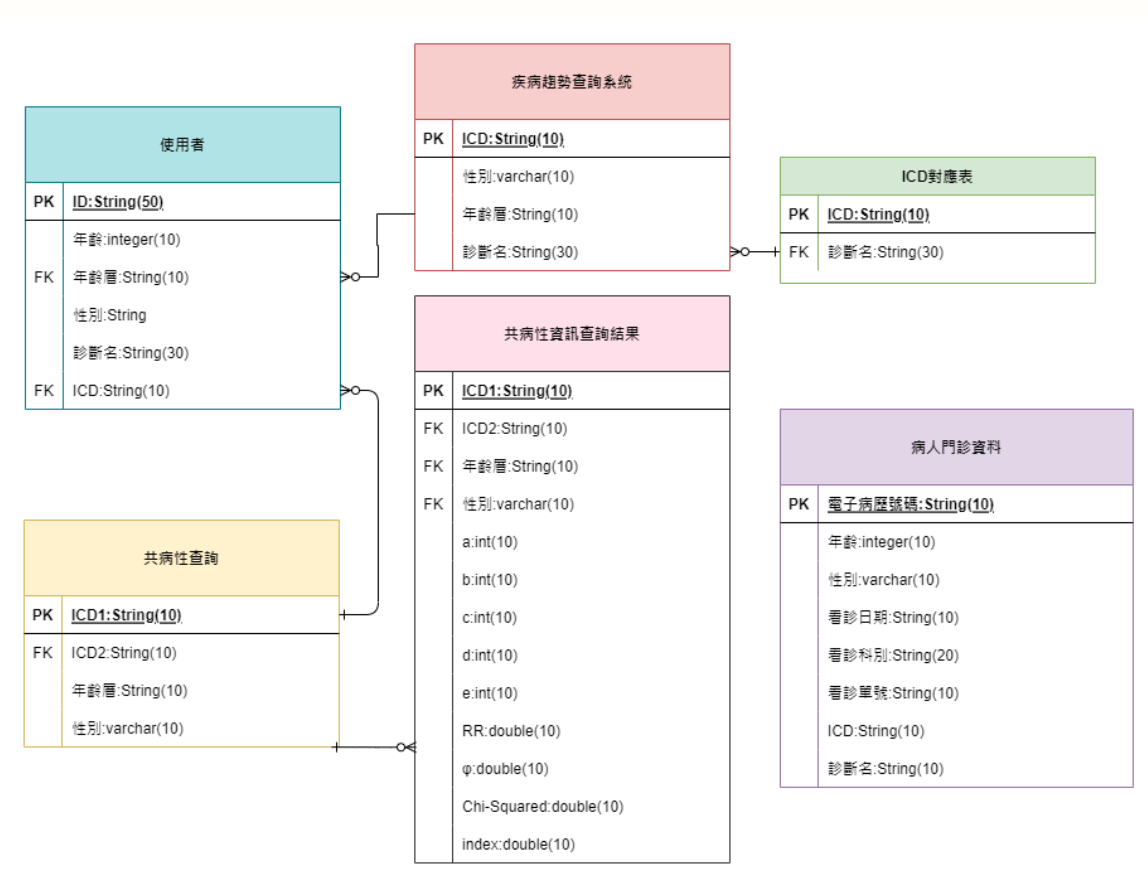 疾病趨勢查詢系統
PK ICD:String(10)
性別:varchar(10)
年齡層:String(10)
診斷名:String(30)
使用者
PK ID:String(50)
年齡:integer(10)
FK 年齡層:String(10)
性別:String
診斷名:String(30)
FK ICD:String(10)
ICD對應表
PK ICD:String(10)
FK 診斷名:String(30)
共病性資訊查詢結果
PK ICD1:String(10)
FK ICD2:String(10)
FK 年齡層:String(10)
FK 性別:varchar(10)
a:int(10)
b:int(10)
c:int(10)
d:int(10)
e:int(10)
RR:double(10)
φ:double(10)
Chi-Squared:double(10)
index:double(10)
共病性查詢
PK ICD1:String(10)
FK ICD2:String(10)
年齡層:String(10)
性別:varchar(10)
病人門診資料
PK 電子病歷號碼:String(10)
年齡:integer(10)
性別:varchar(10)
看診日期:String(10)
看診科別:String(20)
看診單號:String(10)
ICD:String(10)
診斷名:String(10)